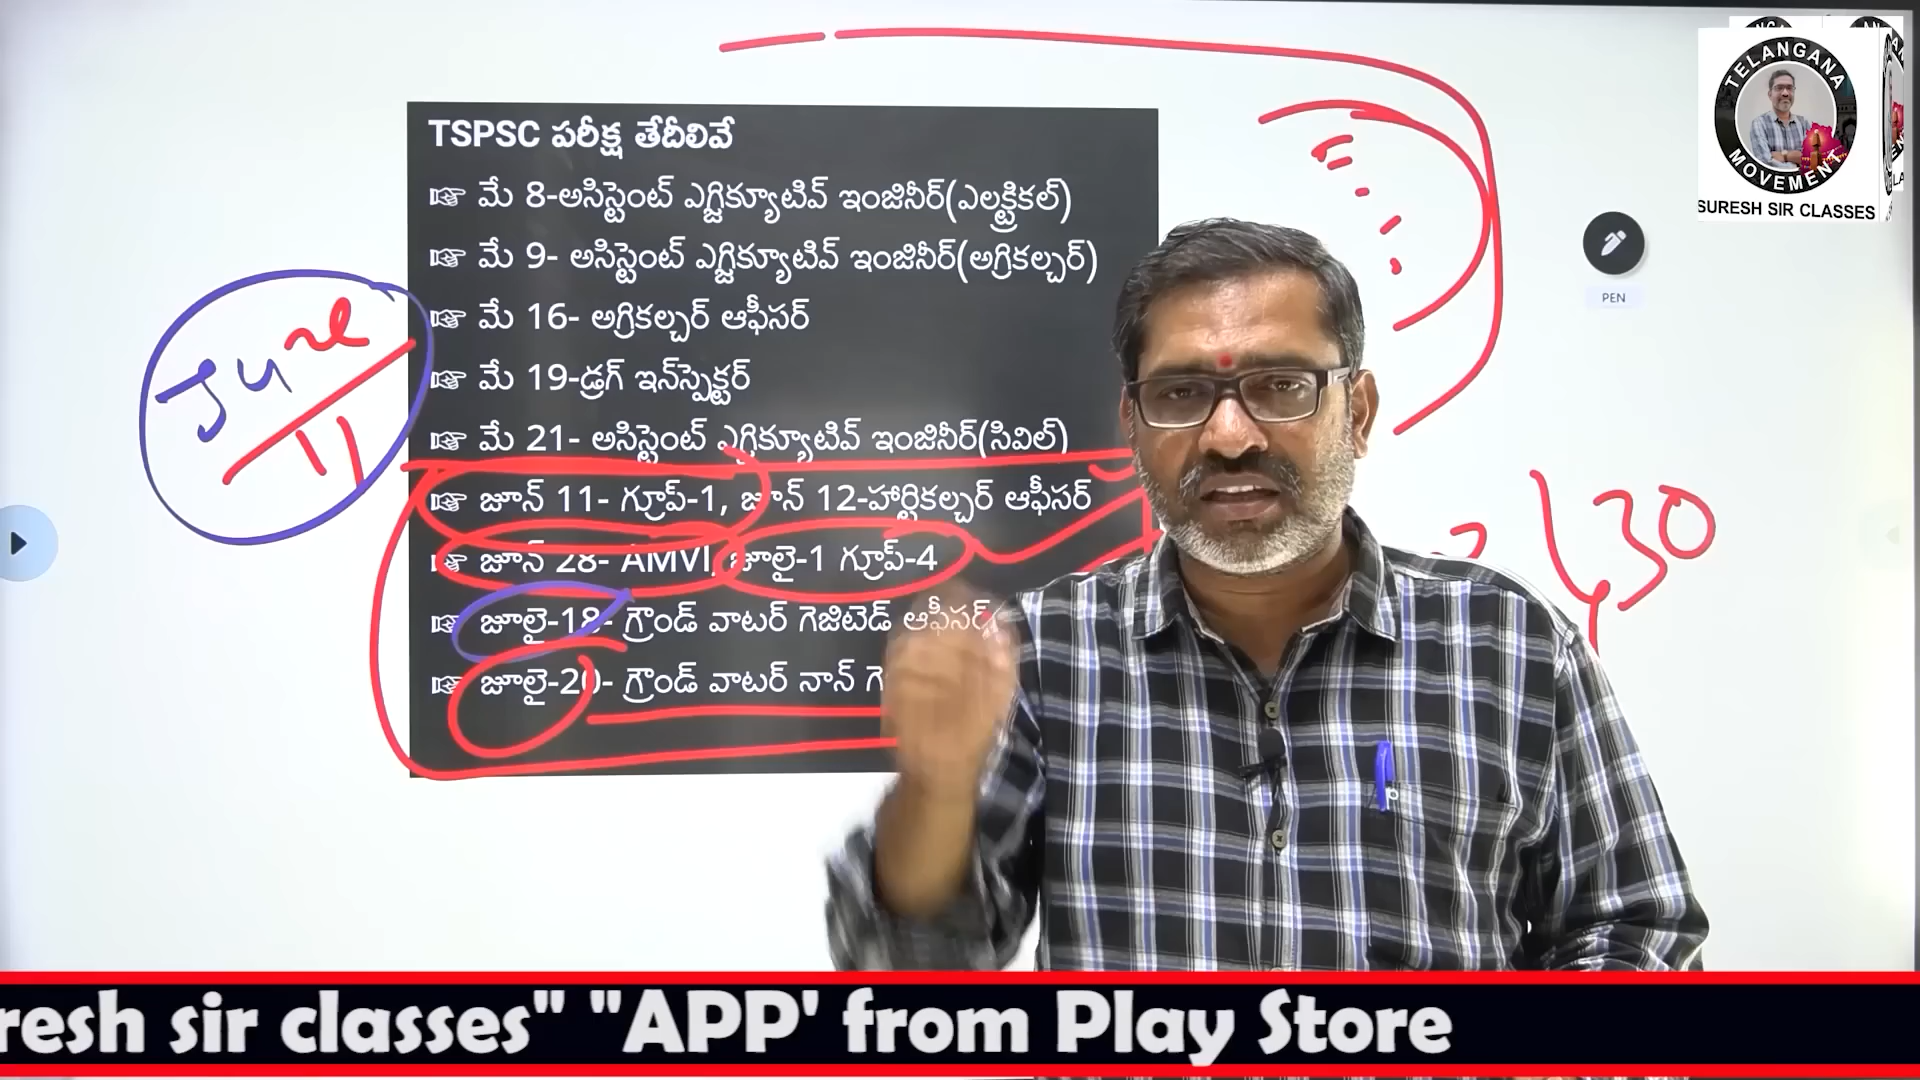 TELANGANA
MOVEMENT
SURESH SIR CLASSES
PEN
TSPSC పరీక్ష తేదీలివే
మే 8-అసిస్టెంట్ ఎగ్జిక్యూటివ్ ఇంజినీర్(ఎలక్ట్రికల్)
మే 9- అసిస్టెంట్ ఎగ్జిక్యూటివ్ ఇంజినీర్(అగ్రికల్చర్)
మే 16- అగ్రికల్చర్ ఆఫీసర్
మే 19-డ్రగ్ ఇన్‌స్పెక్టర్
మే 21- అసిస్టెంట్ ఎగ్జిక్యూటివ్ ఇంజినీర్(సివిల్)
జూన్ 11- గ్రూప్-1, జూన్ 12-హార్టికల్చర్ ఆఫీసర్
జూన్ 28- AMVI, జూలై-1 గ్రూప్-4
జూలై-18- గ్రౌండ్ వాటర్ గెజిటెడ్ ఆఫీసర్
జూలై-20- గ్రౌండ్ వాటర్ నాన్
June
11
30
resh sir classes" "APP' from Play Store